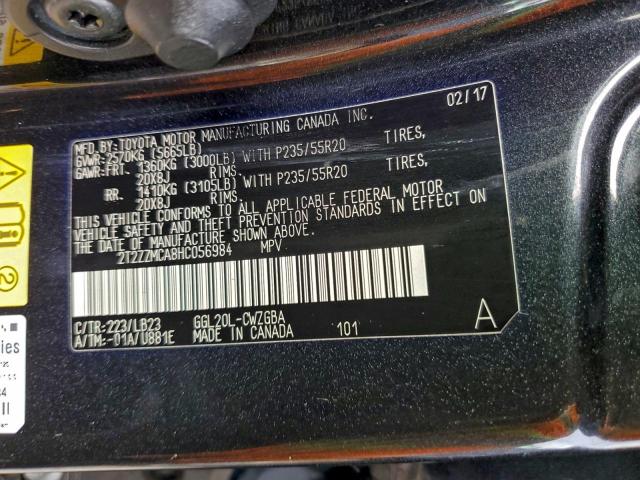 02/17
MFD.BY:TOYOTA MOTOR MANUFACTURING CANADA INC.
GVWR:2570KG (5665LB)
GAWR:FRT. 1360KG (3000LB) WITH P235/55R20 TIRES,
20X8J RIMS.
RR. 1410KG (3105LB) WITH P235/55R20 TIRES,
20X8J RIMS.
THIS VEHICLE CONFORMS TO ALL APPLICABLE FEDERAL MOTOR
VEHICLE SAFETY AND THEFT PREVENTION STANDARDS IN EFFECT ON
THE DATE OF MANUFACTURE SHOWN ABOVE.
2T2ZZMCA8HC056984 MPV
C/TR:223/LB23 GGL20L-CWZGBA
A/TM:-01A/U881E MADE IN CANADA 101 A
ies